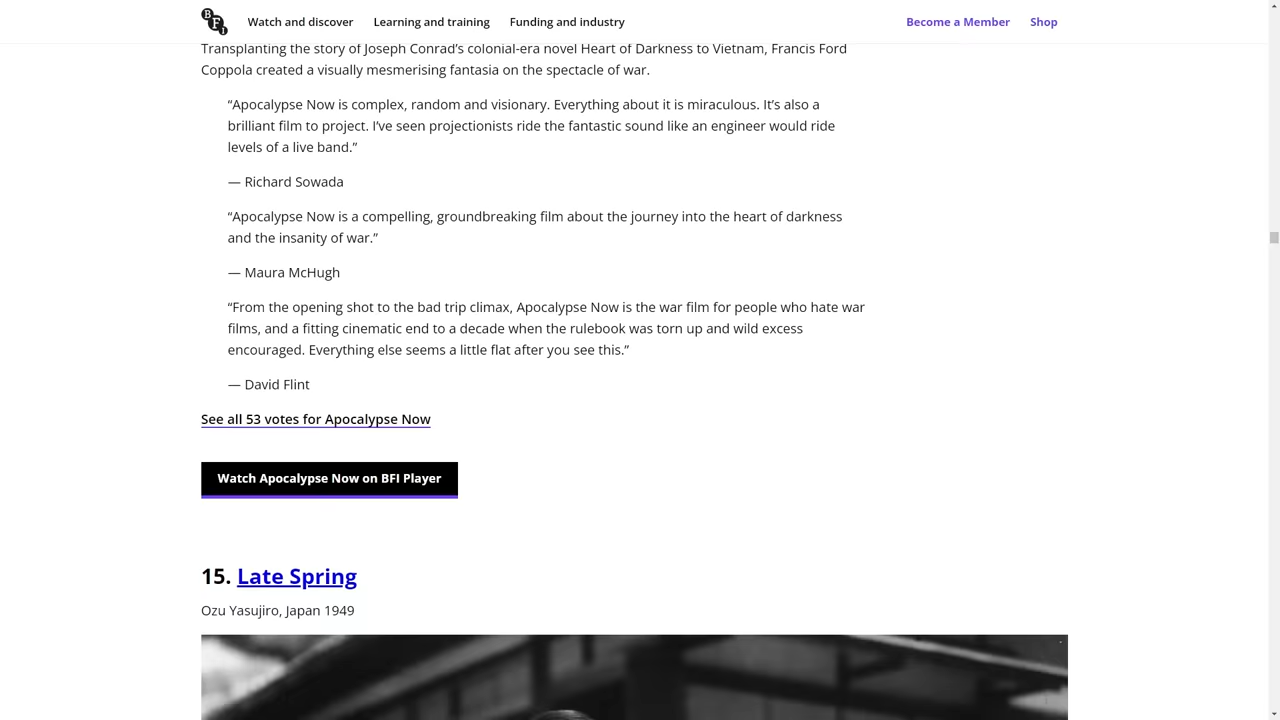 BFI
Watch and discover
Learning and training
Funding and industry
Become a Member
Shop
Transplanting the story of Joseph Conrad’s colonial-era novel Heart of Darkness to Vietnam, Francis Ford
Coppola created a visually mesmerising fantasia on the spectacle of war.
“Apocalypse Now is complex, random and visionary. Everything about it is miraculous. It’s also a
brilliant film to project. I’ve seen projectionists ride the fantastic sound like an engineer would ride
levels of a live band.”
— Richard Sowada
“Apocalypse Now is a compelling, groundbreaking film about the journey into the heart of darkness
and the insanity of war.”
— Maura McHugh
“From the opening shot to the bad trip climax, Apocalypse Now is the war film for people who hate war
films, and a fitting cinematic end to a decade when the rulebook was torn up and wild excess
encouraged. Everything else seems a little flat after you see this.”
— David Flint
See all 53 votes for Apocalypse Now
Watch Apocalypse Now on BFI Player
15. Late Spring
Ozu Yasujiro, Japan 1949